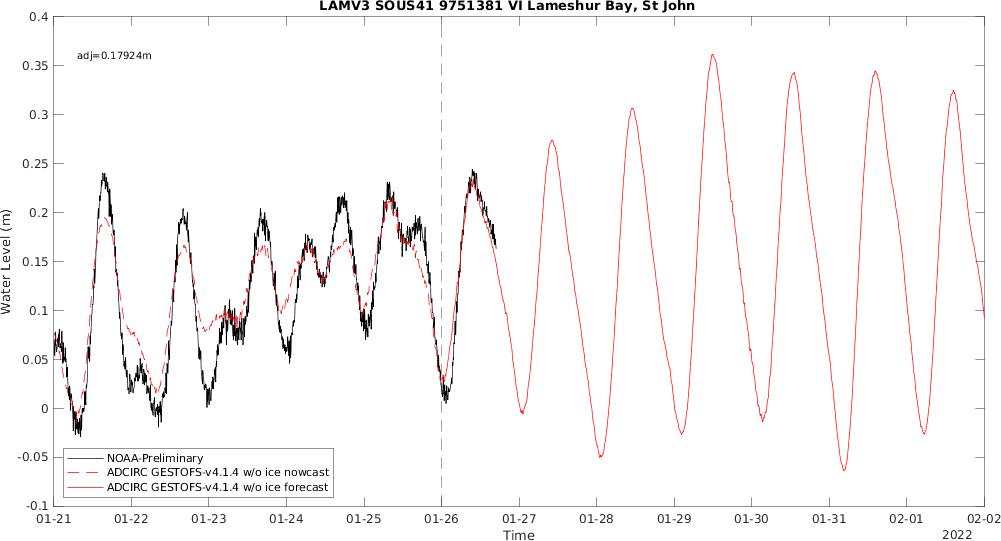 LAMV3 SOUS41 9751381 VI Lameshur Bay, St John
0.4
adj=0.17924m
0.35
0.3
0.25
0.2
0.15
0.1
0.05
0
-0.05
-0.1
Water Level (m)
NOAA-Preliminary
ADCIRC GESTOFS-v4.1.4 w/o ice nowcast
ADCIRC GESTOFS-v4.1.4 w/o ice forecast
01-21 01-22 01-23 01-24 01-25 01-26 01-27 01-28 01-29 01-30 01-31 02-01 02-02
Time
2022